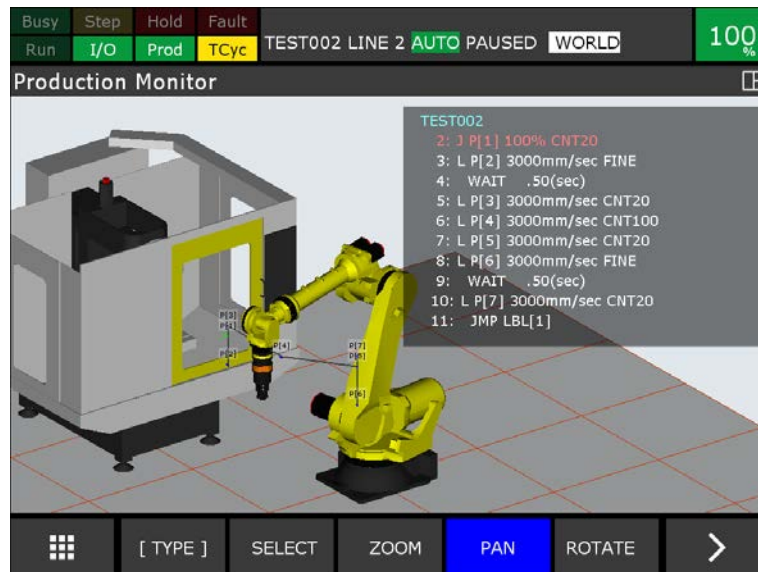 Busy Step Hold Fault
Run I/O Prod TCyc
TEST002 LINE 2 AUTO PAUSED WORLD
100%
Production Monitor
TEST002
2: J P[1] 100% CNT20
3: L P[2] 3000mm/sec FINE
4: WAIT .50(sec)
5: L P[3] 3000mm/sec CNT20
6: L P[4] 3000mm/sec CNT100
7: L P[5] 3000mm/sec CNT20
8: L P[6] 3000mm/sec FINE
9: WAIT .50(sec)
10: L P[7] 3000mm/sec CNT20
11: JMP LBL[1]
P[3]
P[4]
P[7]
P[6]
[ TYPE ] SELECT ZOOM PAN ROTATE